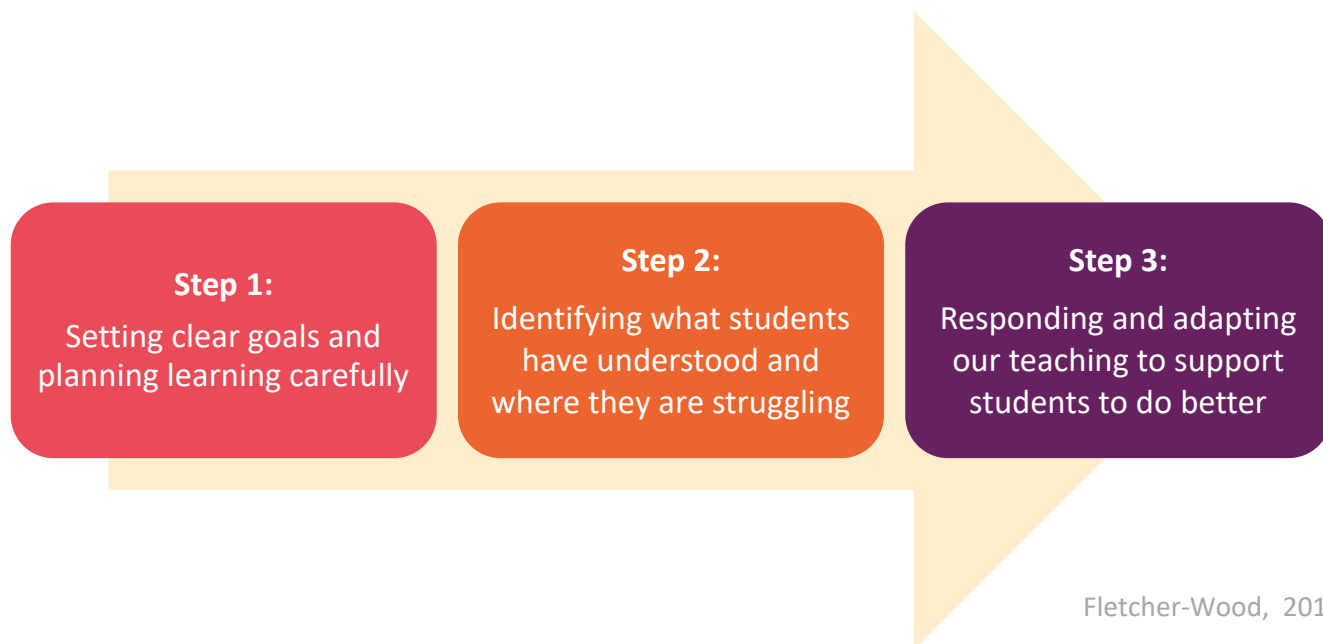 Step 1:
Setting clear goals and
planning learning carefully
Step 2:
Identifying what students
have understood and
where they are struggling
Step 3:
Responding and adapting
our teaching to support
students to do better
Fletcher-Wood, 201